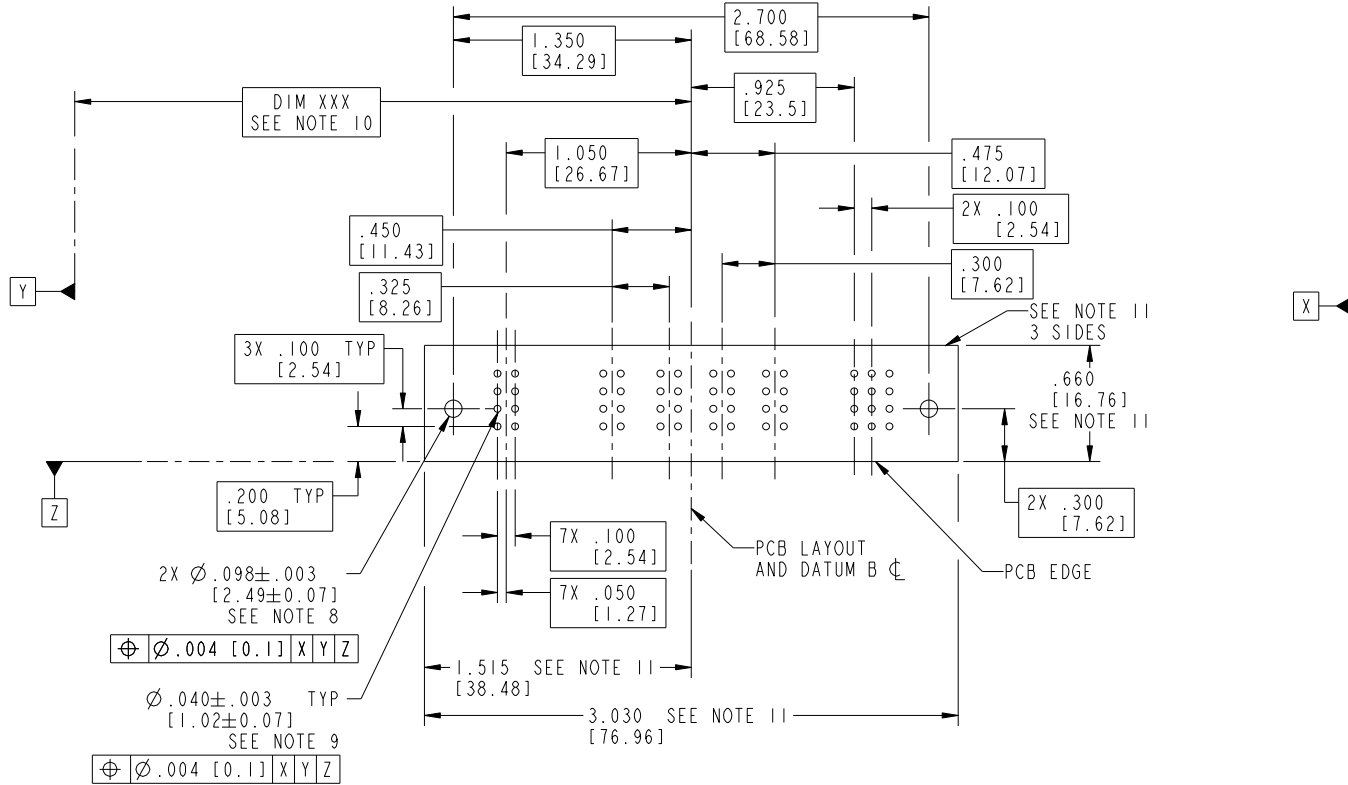 2.700
[68.58]
1.350
[34.29]
.925
[23.5]
DIM XXX
SEE NOTE 10
1.050
[26.67]
.475
[12.07]
2X .100
[2.54]
.450
[11.43]
.300
[7.62]
.325
[8.26]
Y
X
SEE NOTE 11
3 SIDES
3X .100 TYP
[2.54]
.660
[16.76]
SEE NOTE 11
.200 TYP
[5.08]
Z
2X .300
[7.62]
7X .100
[2.54]
PCB LAYOUT
AND DATUM B ℄
PCB EDGE
2X Ø.098±.003
[2.49±0.07]
SEE NOTE 8
7X .050
[1.27]
⌖ Ø.004 [0.1] X Y Z
1.515 SEE NOTE 11
[38.48]
Ø.040±.003 TYP
[1.02±0.07]
SEE NOTE 9
3.030 SEE NOTE 11
[76.96]
⌖ Ø.004 [0.1] X Y Z